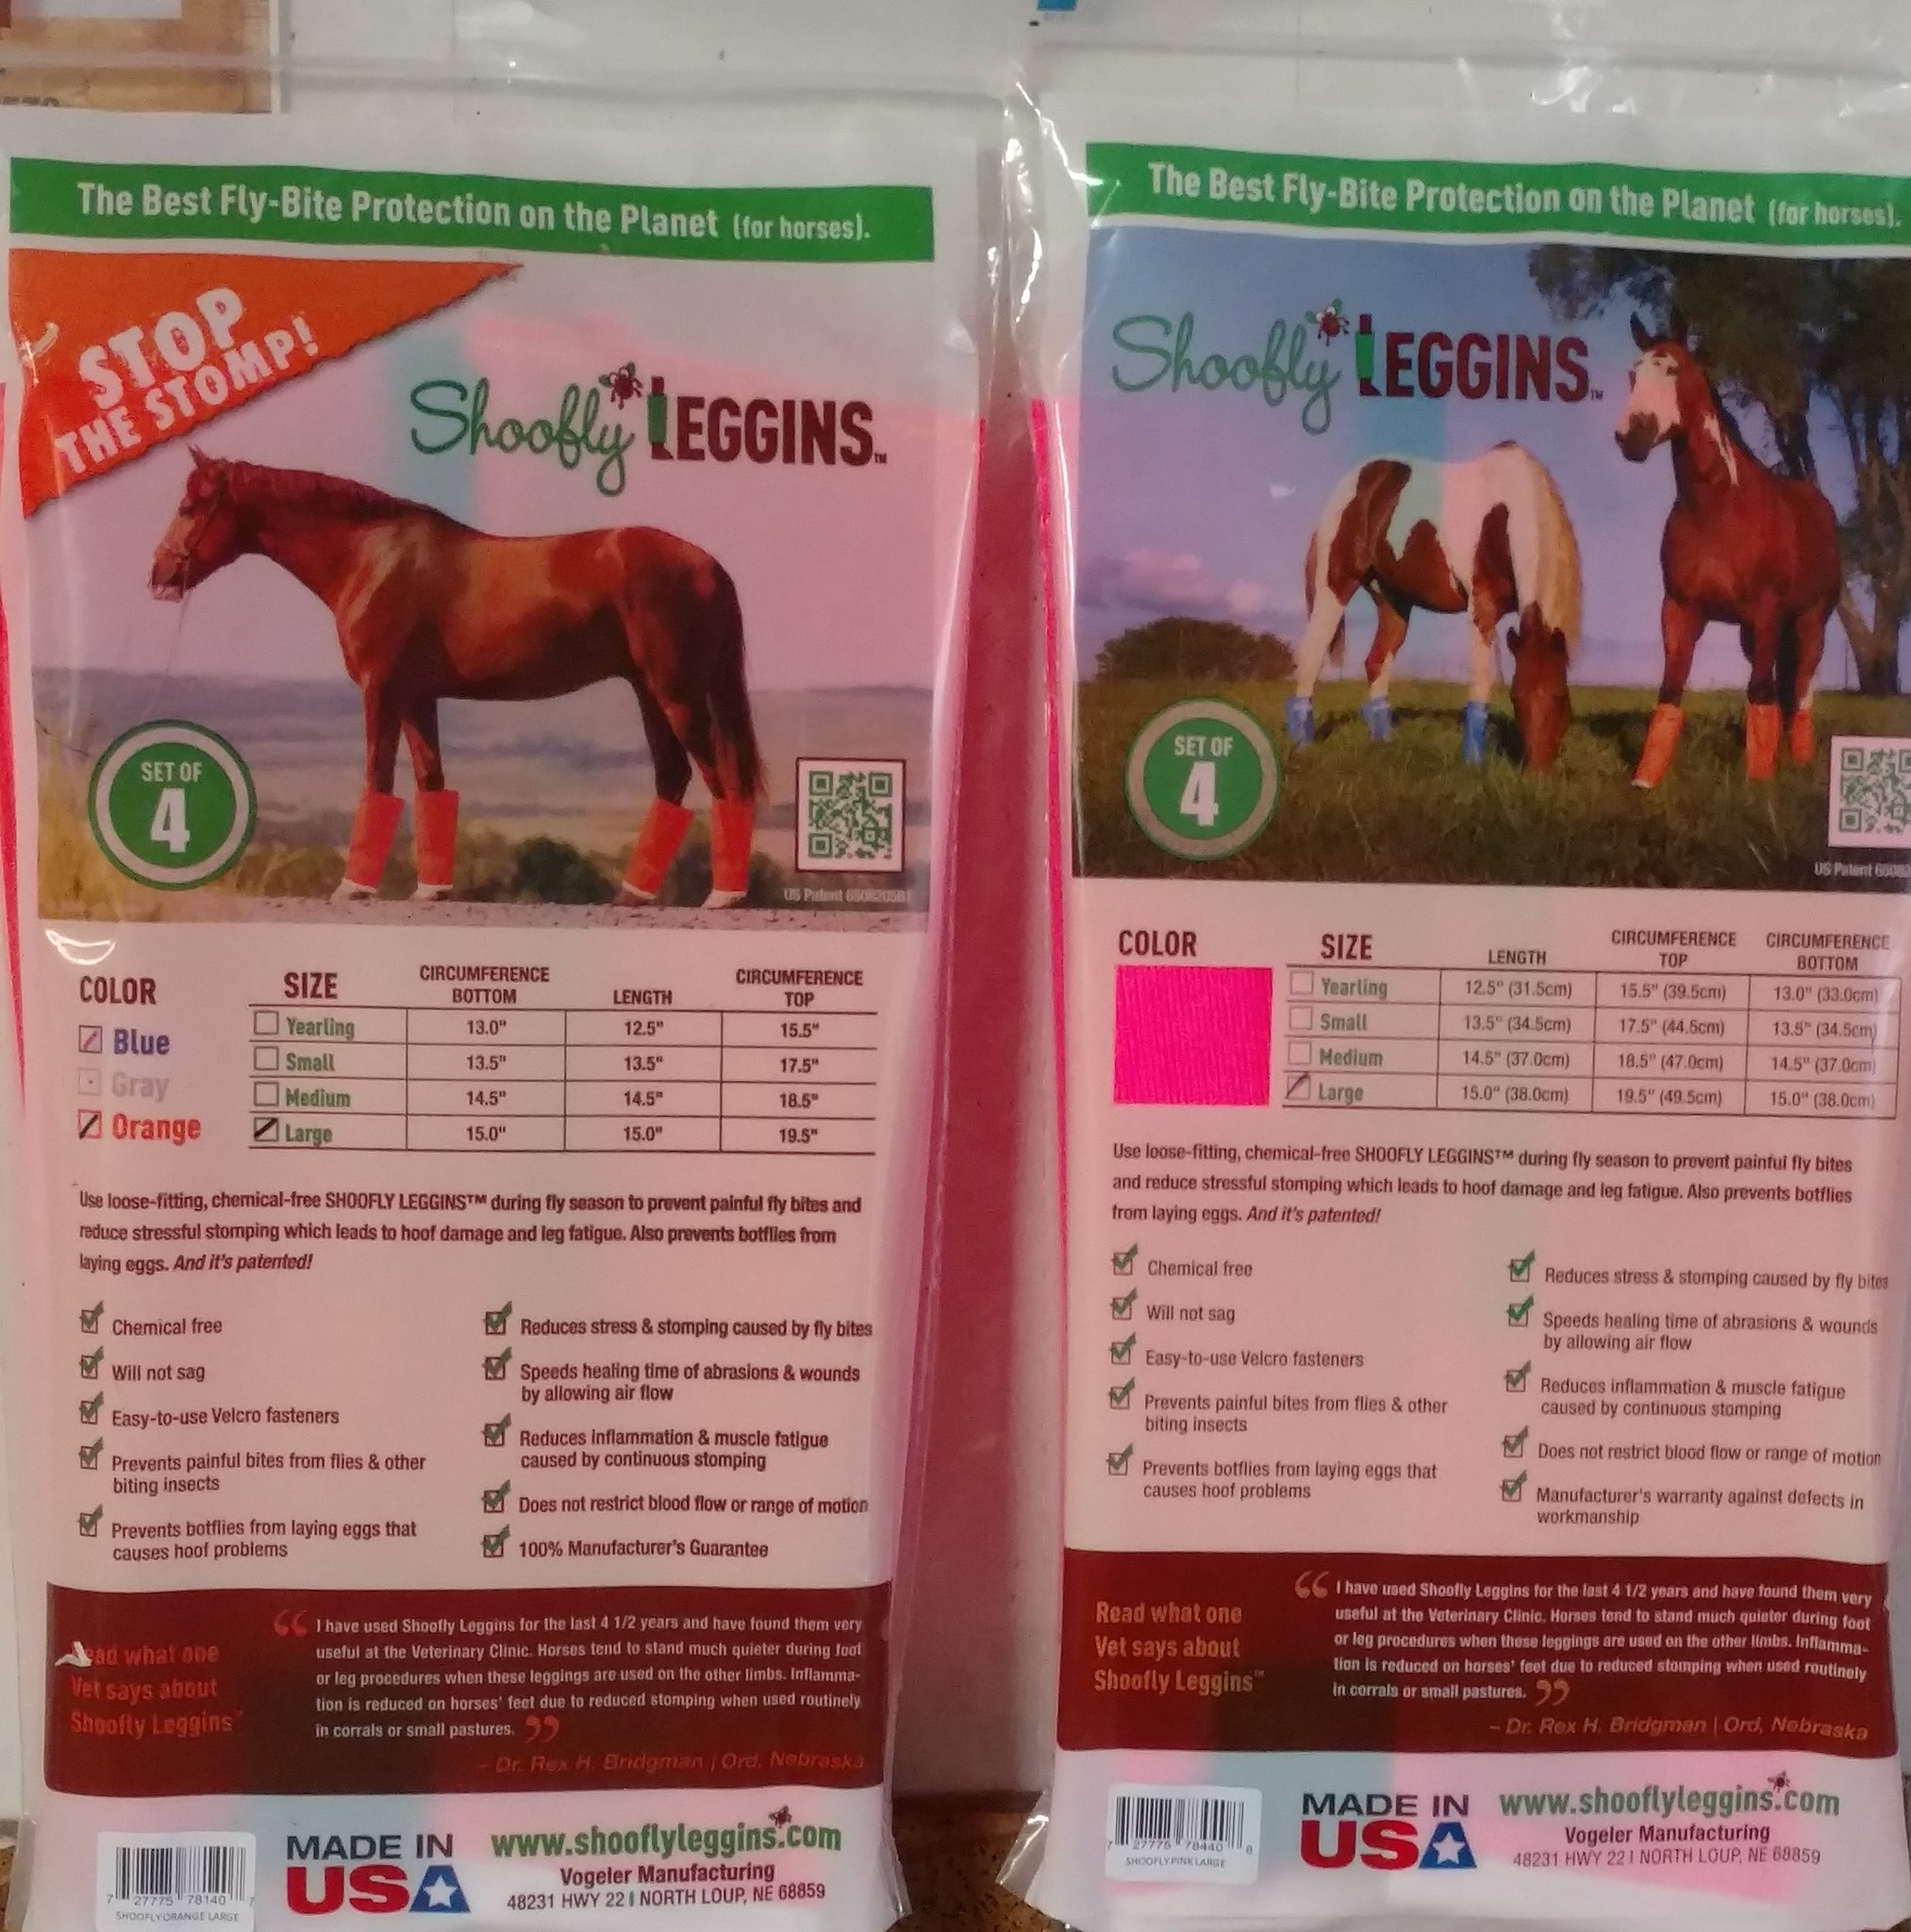 The Best Fly-Bite Protection on the Planet (for horses).
STOP
THE STOMP!
Shoofly LEGGINS™
SET OF
4
US Patent
COLOR
Blue
Gray
Orange
SIZE CIRCUMFERENCE BOTTOM LENGTH CIRCUMFERENCE TOP
Yearling 13.0" 12.5" 15.5"
Small 13.5" 13.5" 17.5"
Medium 14.5" 14.5" 18.5"
Large 15.0" 15.0" 19.5"
Use loose-fitting, chemical-free SHOOFLY LEGGINS™ during fly season to prevent painful fly bites and
reduce stressful stomping which leads to hoof damage and leg fatigue. Also prevents botflies from
laying eggs. And it's patented!
Chemical free
Will not sag
Easy-to-use Velcro fasteners
Prevents painful bites from flies & other
biting insects
Prevents botflies from laying eggs that
causes hoof problems
Reduces stress & stomping caused by fly bites
Speeds healing time of abrasions & wounds
by allowing air flow
Reduces inflammation & muscle fatigue
caused by continuous stomping
Does not restrict blood flow or range of motion
100% Manufacturer's Guarantee
what one
Vet says about
Shoofly Leggins™
“ I have used Shoofly Leggins for the last 4 1/2 years and have found them very
useful at the Veterinary Clinic. Horses tend to stand much quieter during foot
or leg procedures when these leggings are used on the other limbs. Inflamma-
tion is reduced on horses' feet due to reduced stomping when used routinely
in corrals or small pastures. ”
– Dr. Rex H. Bridgman | Ord, Nebraska
7 27775 78140 7
SHOOFLY ORANGE LARGE
MADE IN
USA
www.shooflyleggins.com
Vogeler Manufacturing
48231 HWY 22 | NORTH LOUP, NE 68859
The Best Fly-Bite Protection on the Planet (for horses).
Shoofly LEGGINS™
SET OF
4
US Patent
COLOR
SIZE LENGTH CIRCUMFERENCE TOP CIRCUMFERENCE BOTTOM
Yearling 12.5" (31.5cm) 15.5" (39.5cm) 13.0" (33.0cm)
Small 13.5" (34.5cm) 17.5" (44.5cm) 13.5" (34.5cm)
Medium 14.5" (37.0cm) 18.5" (47.0cm) 14.5" (37.0cm)
Large 15.0" (38.0cm) 19.5" (49.5cm) 15.0" (38.0cm)
Use loose-fitting, chemical-free SHOOFLY LEGGINS™ during fly season to prevent painful fly bites
and reduce stressful stomping which leads to hoof damage and leg fatigue. Also prevents botflies
from laying eggs. And it's patented!
Chemical free
Will not sag
Easy-to-use Velcro fasteners
Prevents painful bites from flies & other
biting insects
Prevents botflies from laying eggs that
causes hoof problems
Reduces stress & stomping caused by fly bites
Speeds healing time of abrasions & wounds
by allowing air flow
Reduces inflammation & muscle fatigue
caused by continuous stomping
Does not restrict blood flow or range of motion
Manufacturer's warranty against defects in
workmanship
Read what one
Vet says about
Shoofly Leggins™
“ I have used Shoofly Leggins for the last 4 1/2 years and have found them very
useful at the Veterinary Clinic. Horses tend to stand much quieter during foot
or leg procedures when these leggings are used on the other limbs. Inflamma-
tion is reduced on horses' feet due to reduced stomping when used routinely
in corrals or small pastures. ”
– Dr. Rex H. Bridgman | Ord, Nebraska
7 27775 78440 8
SHOOFLY PINK LARGE
MADE IN
USA
www.shooflyleggins.com
Vogeler Manufacturing
48231 HWY 22 | NORTH LOUP, NE 68859